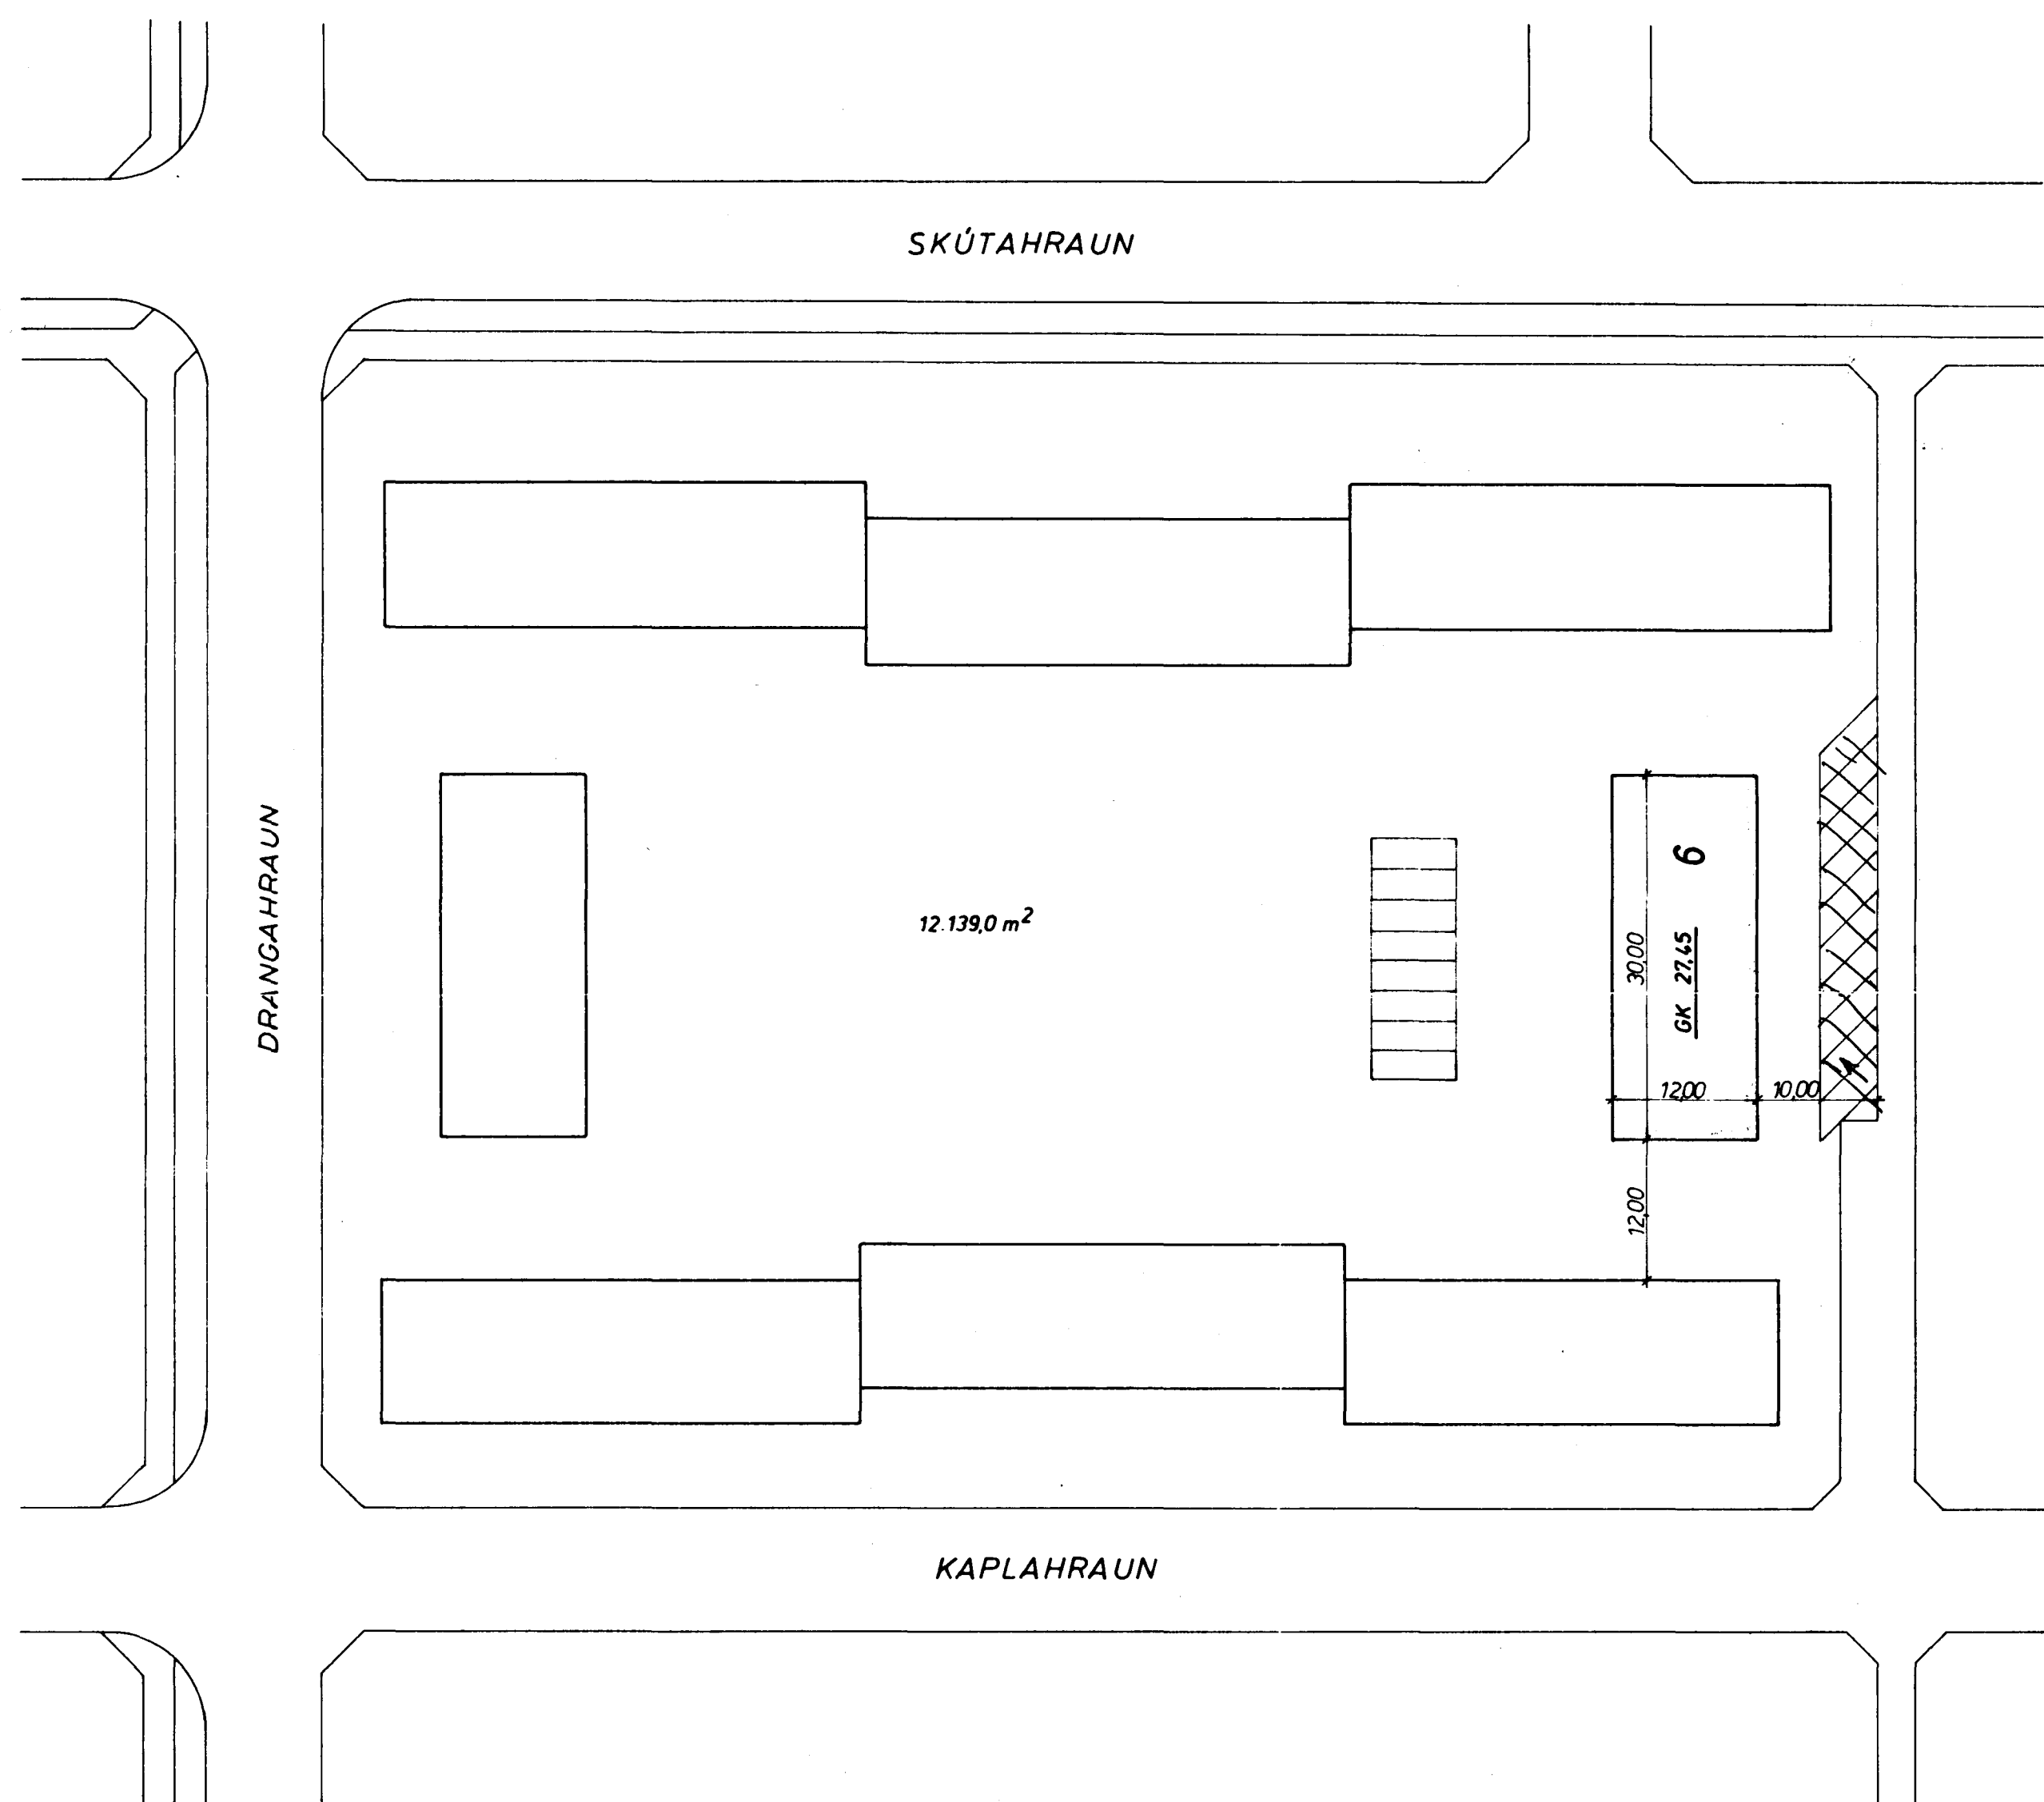 SKÚTAHRAUN
DRANGAHRAUN
12.139,0 m²
6
GK 27,45
30,00
12,00
10,00
12,00
KAPLAHRAUN